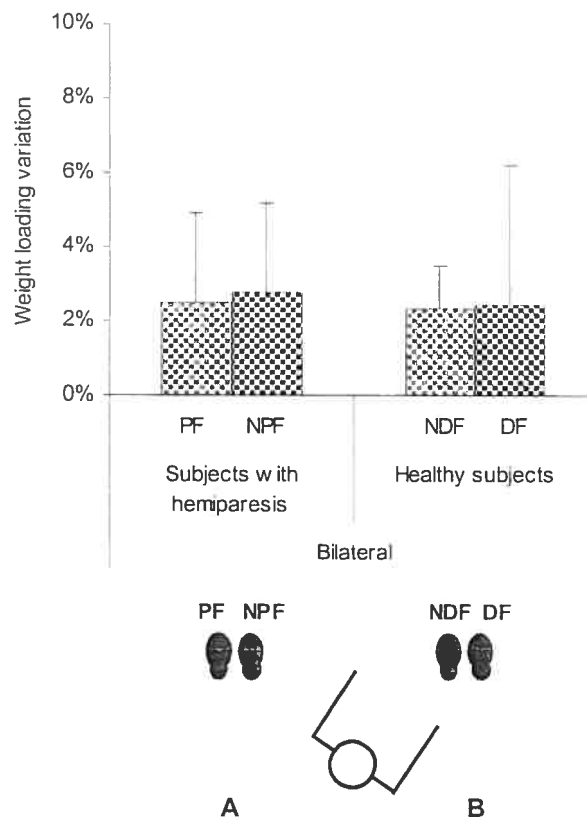 10%
8%
6%
4%
2%
0%
Weight loading variation
PF NPF NDF DF
Subjects with hemiparesis
Healthy subjects
Bilateral
PF NPF NDF DF
A B